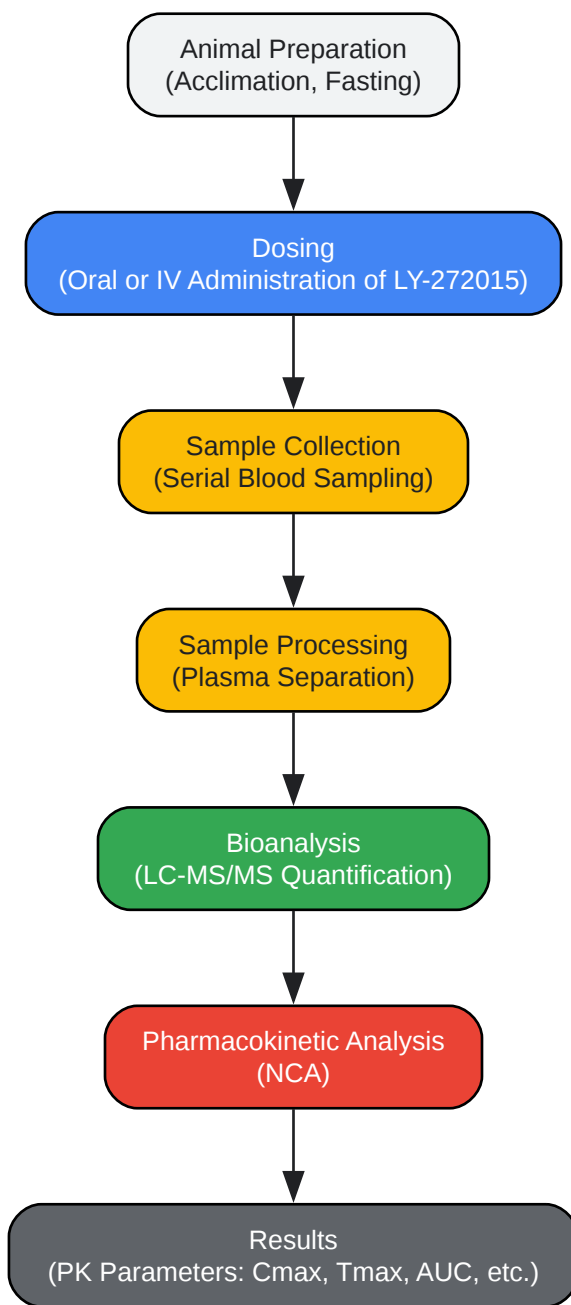 Animal Preparation
(Acclimation, Fasting)
Dosing
(Oral or IV Administration of LY-272015)
Sample Collection
(Serial Blood Sampling)
Sample Processing
(Plasma Separation)
Bioanalysis
(LC-MS/MS Quantification)
Pharmacokinetic Analysis
(NCA)
Results
(PK Parameters: Cmax, Tmax, AUC, etc.)